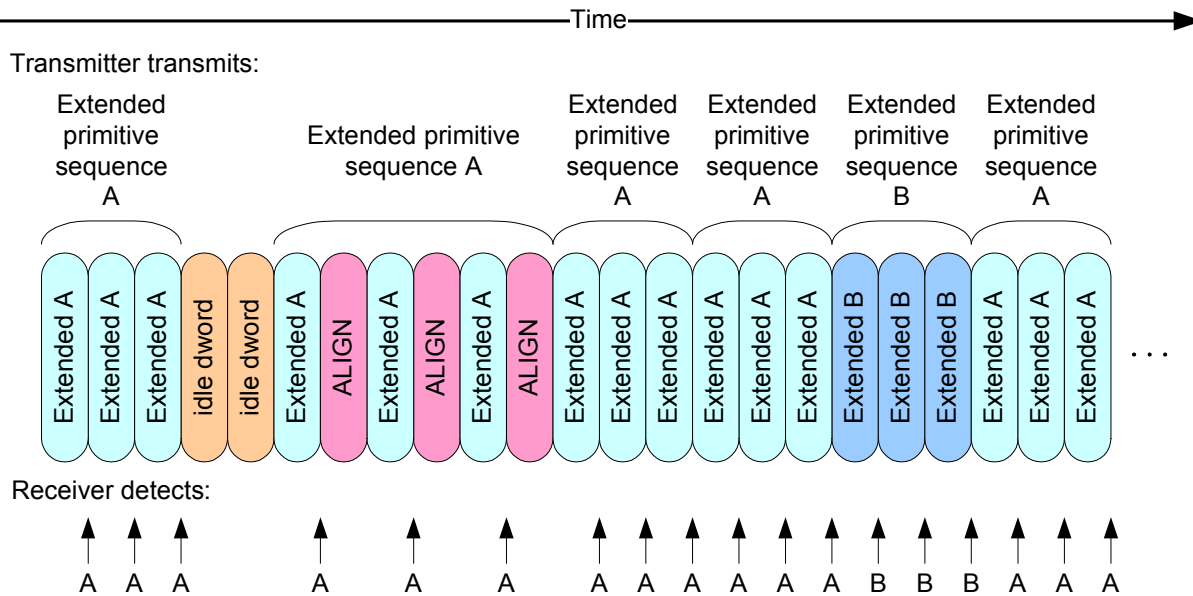 Time
Transmitter transmits:
Extended
primitive
sequence
A
Extended primitive
sequence A
Extended
primitive
sequence
A
Extended
primitive
sequence
A
Extended
primitive
sequence
B
Extended
primitive
sequence
A
Extended A
Extended A
Extended A
idle dword
idle dword
Extended A
ALIGN
Extended A
ALIGN
Extended A
ALIGN
Extended A
Extended A
Extended A
Extended A
Extended A
Extended A
Extended B
Extended B
Extended B
Extended A
Extended A
Extended A
. . .
Receiver detects:
A A A A A A A A A A A A B B B A A A